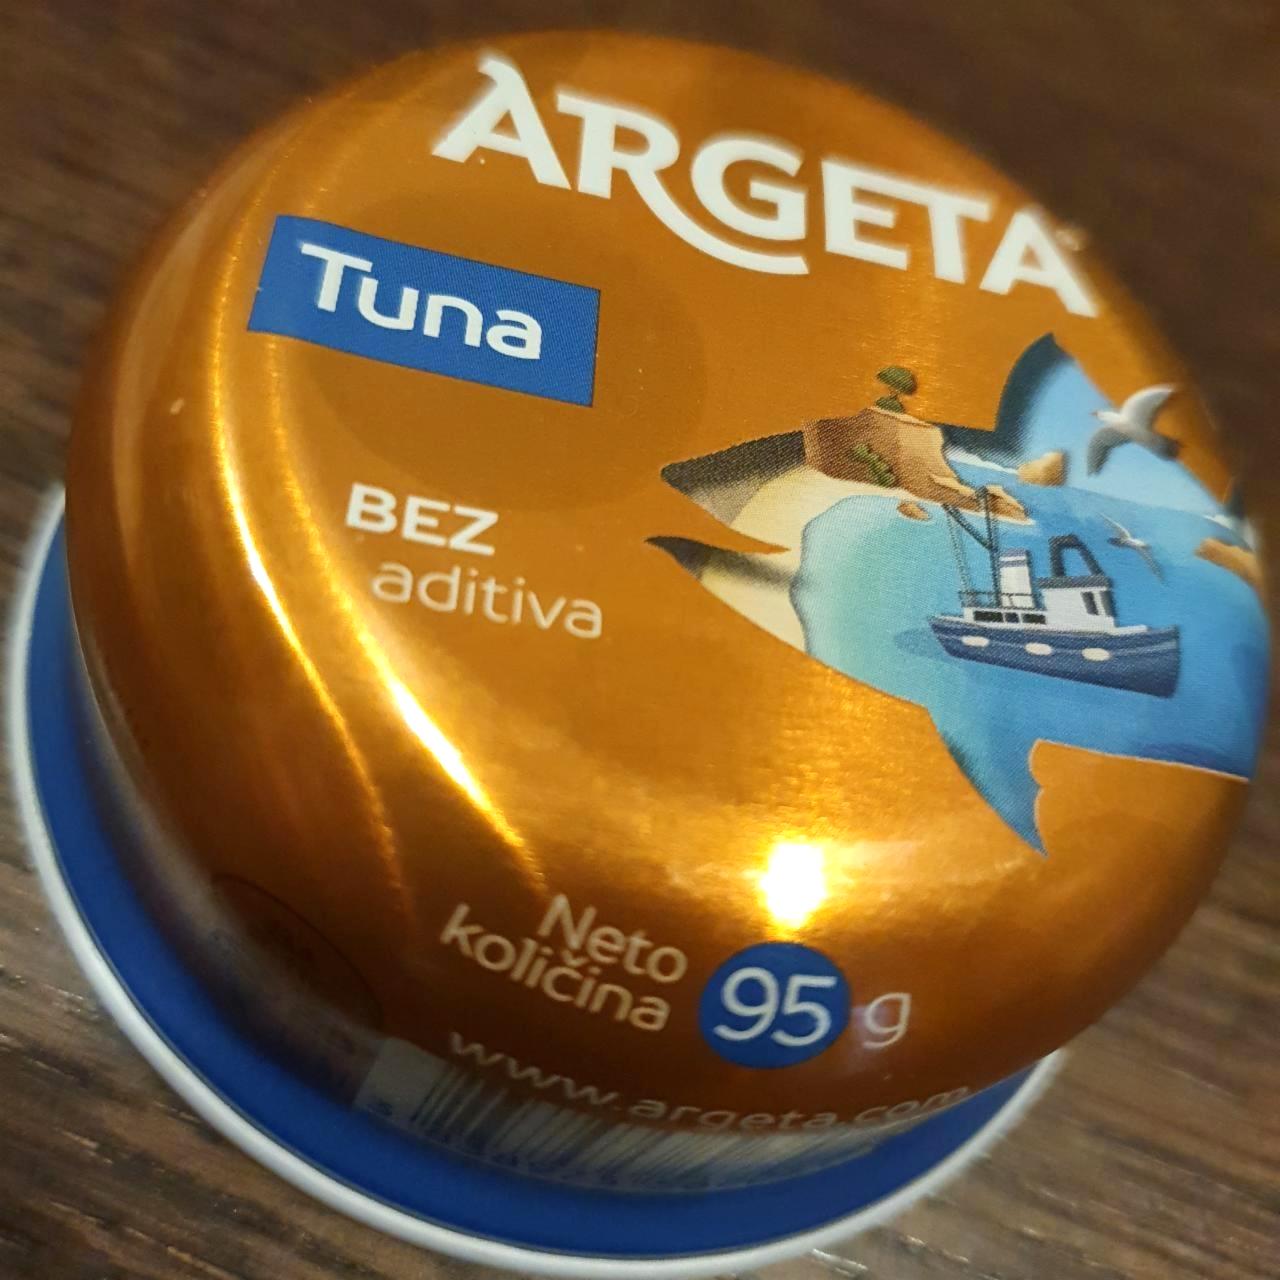 ARGETA
Tuna
BEZ
aditiva
Neto
količina
95 g
www.argeta.com